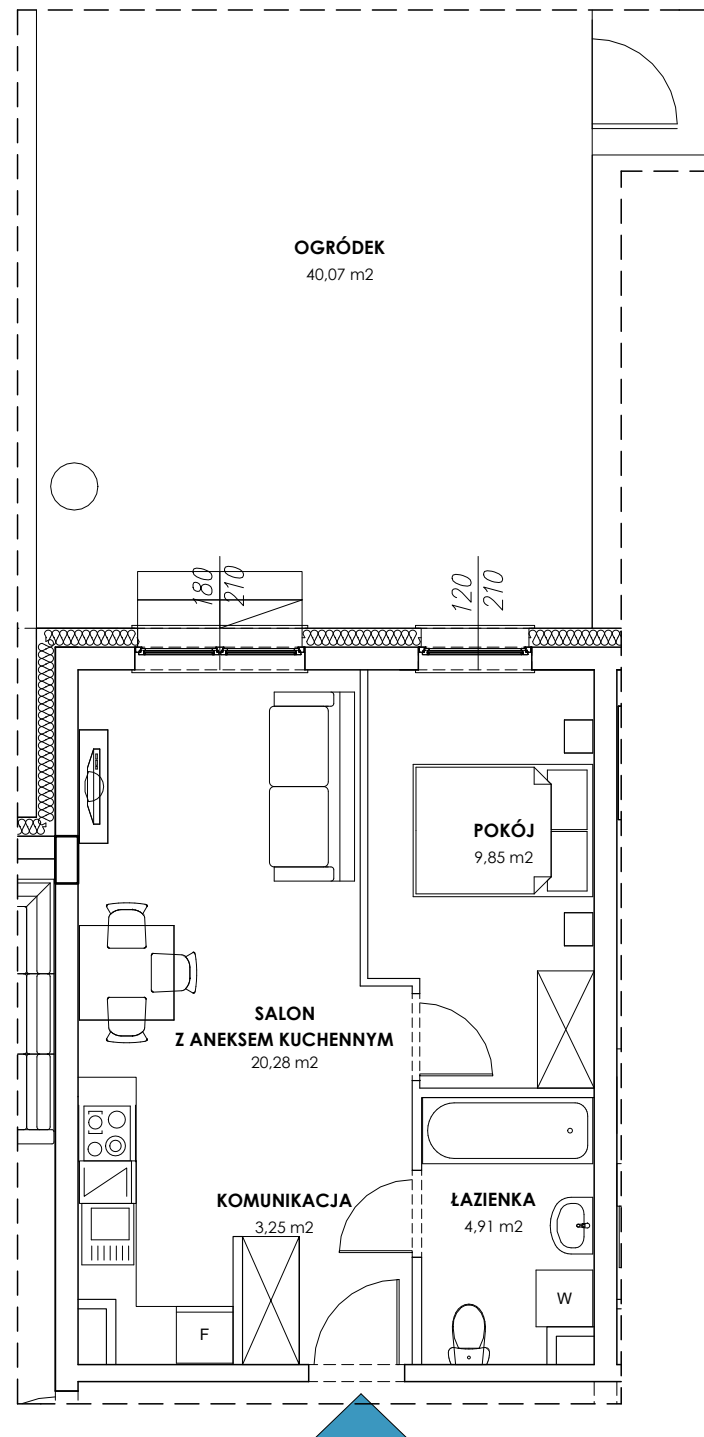 OGRÓDEK
40,07 m2
180
210
120
210
POKÓJ
9,85 m2
SALON
Z ANEKSEM KUCHENNYM
20,28 m2
KOMUNIKACJA
3,25 m2
ŁAZIENKA
4,91 m2
W
F